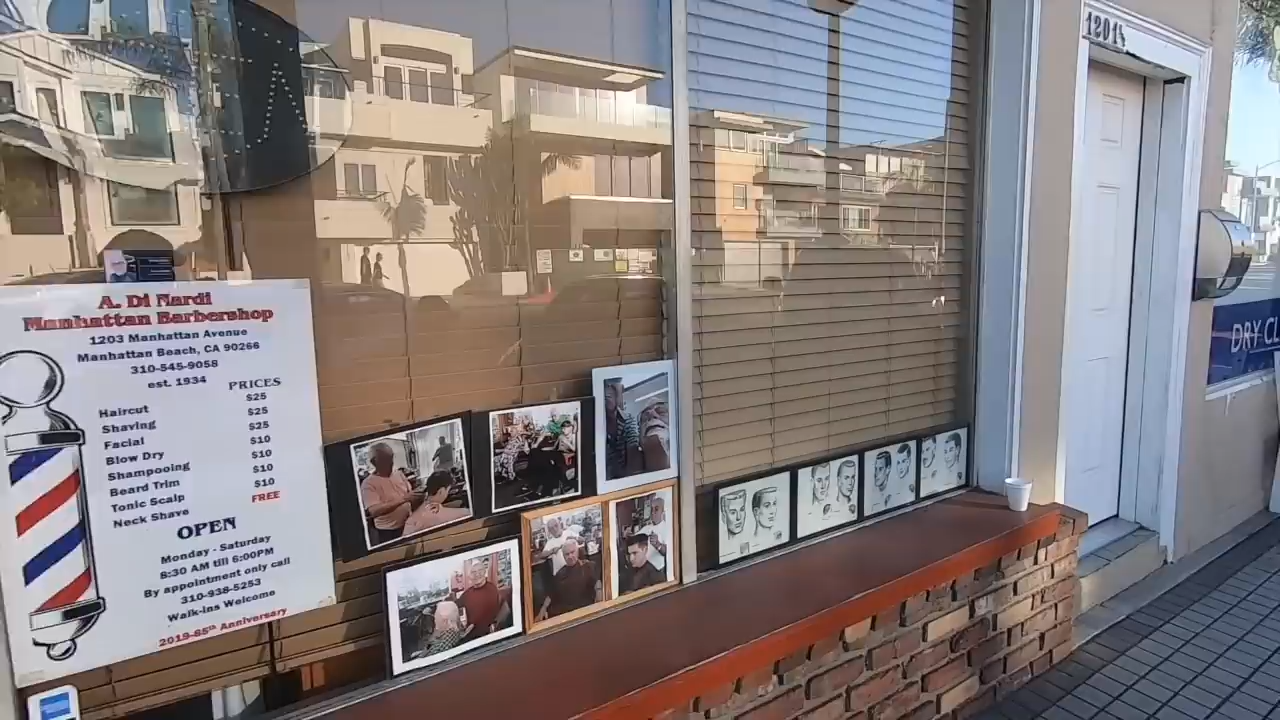 A. Di Nardi
Manhattan Barbershop
1203 Manhattan Avenue
Manhattan Beach, CA 90266
310-545-9058
est. 1934
PRICES
Haircut $25
Shaving $25
Facial $25
Blow Dry $10
Shampooing $10
Beard Trim $10
Tonic Scalp $10
Neck Shave FREE
OPEN
Monday - Saturday
8:30 AM till 6:00PM
By appointment only call
310-938-5253
Walk-ins Welcome
2019-85th Anniversary
1201½
DRY CL